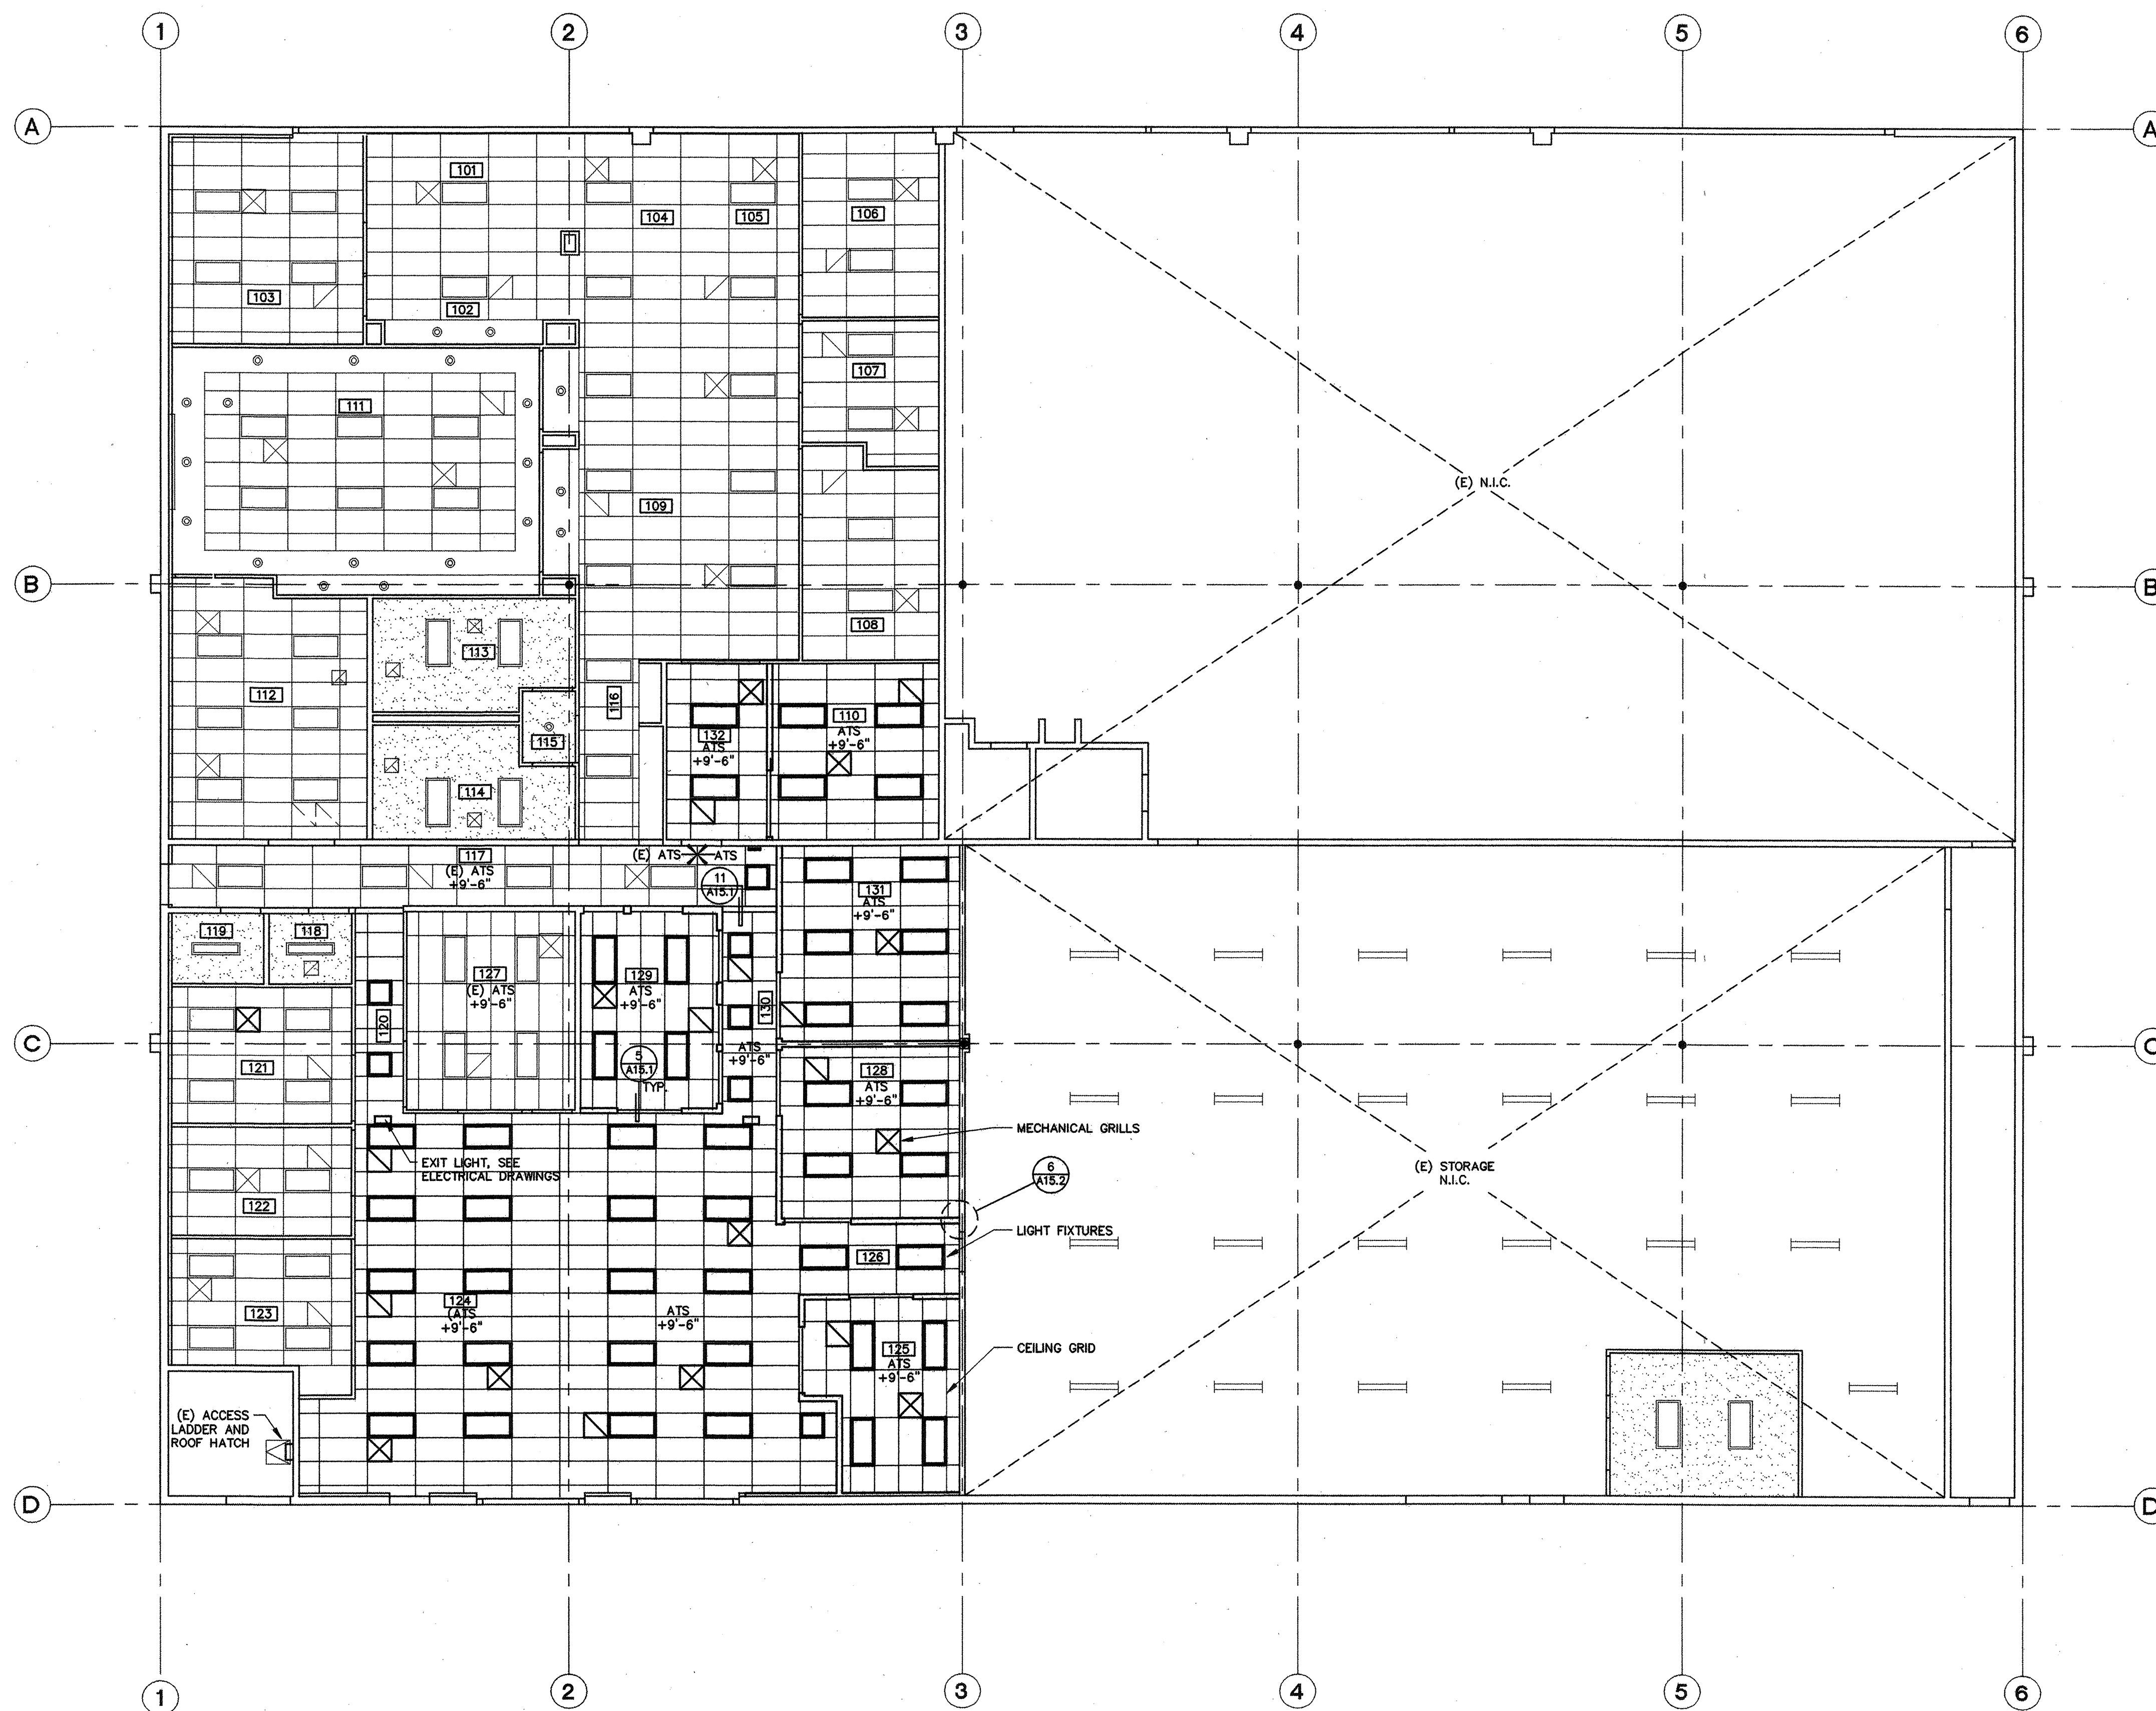 1
2
3
4
5
6
A
A
101
104
105
106
103
102
107
111
(E) N.I.C.
109
B
B
108
113
112
116
110
ATS
+9'-6"
132
ATS
+9'-6"
115
114
117
(E) ATS
+9'-6"
(E) ATS
ATS
11
A15.1
131
ATS
+9'-6"
119
118
127
(E) ATS
+9'-6"
129
ATS
+9'-6"
130
120
C
C
ATS
+9'-6"
5
A15.1
TYP.
121
128
ATS
+9'-6"
MECHANICAL GRILLS
EXIT LIGHT, SEE
ELECTRICAL DRAWINGS
6
A15.2
(E) STORAGE
N.I.C.
122
LIGHT FIXTURES
126
124
(ATS
+9'-6"
ATS
+9'-6"
123
125
ATS
+9'-6"
CEILING GRID
(E) ACCESS
LADDER AND
ROOF HATCH
D
D
1
2
3
4
5
6